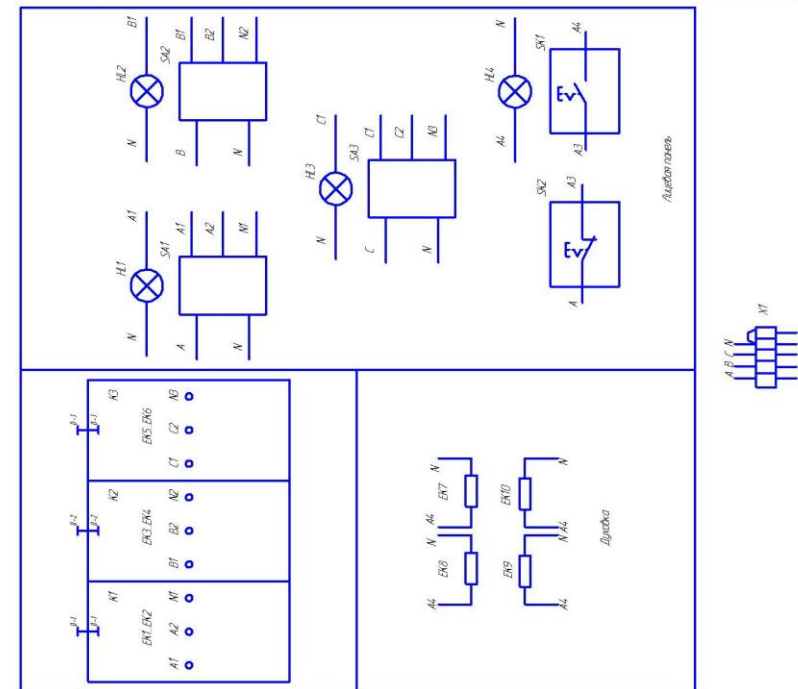 K1
EK1..EK2
A1 A2 N1
K2
EK3..EK4
B1 B2 N2
K3
EK5..EK6
C1 C2 N3
HL1
N A1
SA1
A A1
A2
N N1
HL2
N B1
SA2
B B1
B2
N N2
HL3
N C1
SA3
C C1
C2
N N3
EK8
A4 N
EK7
A4 N
EK9
A4 N
EK10
A4 N
Духовка
HL4
A4 N
SK2
A A3
SK1
A3 A4
Лицевая панель
A B C N
X1